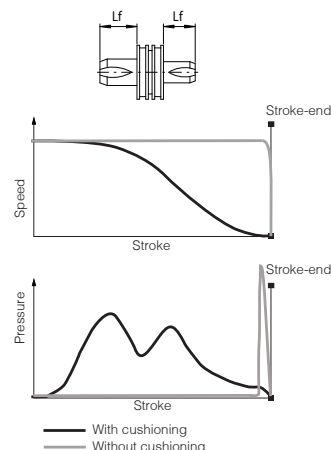 Lf Lf
Stroke-end
Speed
Stroke
Stroke-end
Pressure
Stroke
With cushioning
Without cushioning